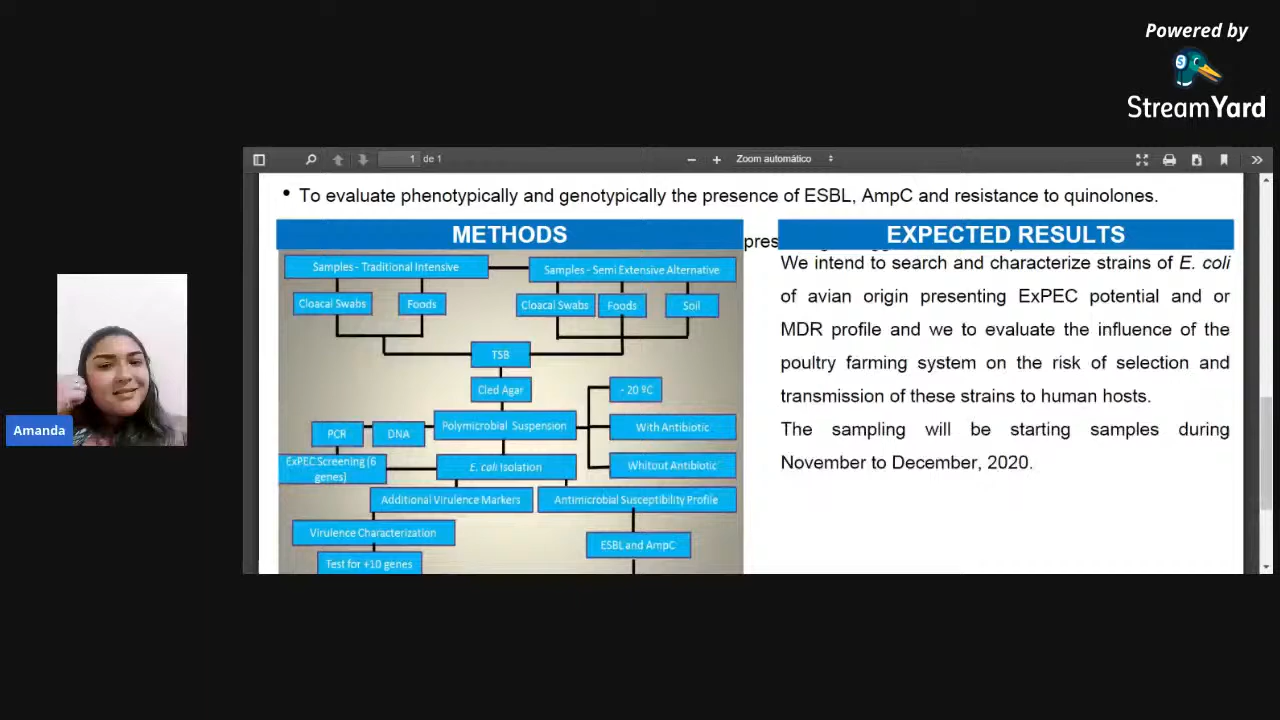 Powered by
StreamYard
1 de 1
Zoom automático
• To evaluate phenotypically and genotypically the presence of ESBL, AmpC and resistance to quinolones.
METHODS
EXPECTED RESULTS
Samples - Traditional Intensive
Samples - Semi Extensive Alternative
Cloacal Swabs
Foods
Cloacal Swabs
Foods
Soil
TSB
Cled Agar
- 20 ºC
Polymicrobial Suspension
With Antibiotic
PCR
DNA
ExPEC Screening (6
genes)
E. coli Isolation
Whitout Antibiotic
Additional Virulence Markers
Antimicrobial Susceptibility Profile
Virulence Characterization
ESBL and AmpC
Test for +10 genes
We intend to search and characterize strains of E. coli
of avian origin presenting ExPEC potential and or
MDR profile and we to evaluate the influence of the
poultry farming system on the risk of selection and
transmission of these strains to human hosts.
The sampling will be starting samples during
November to December, 2020.
Amanda